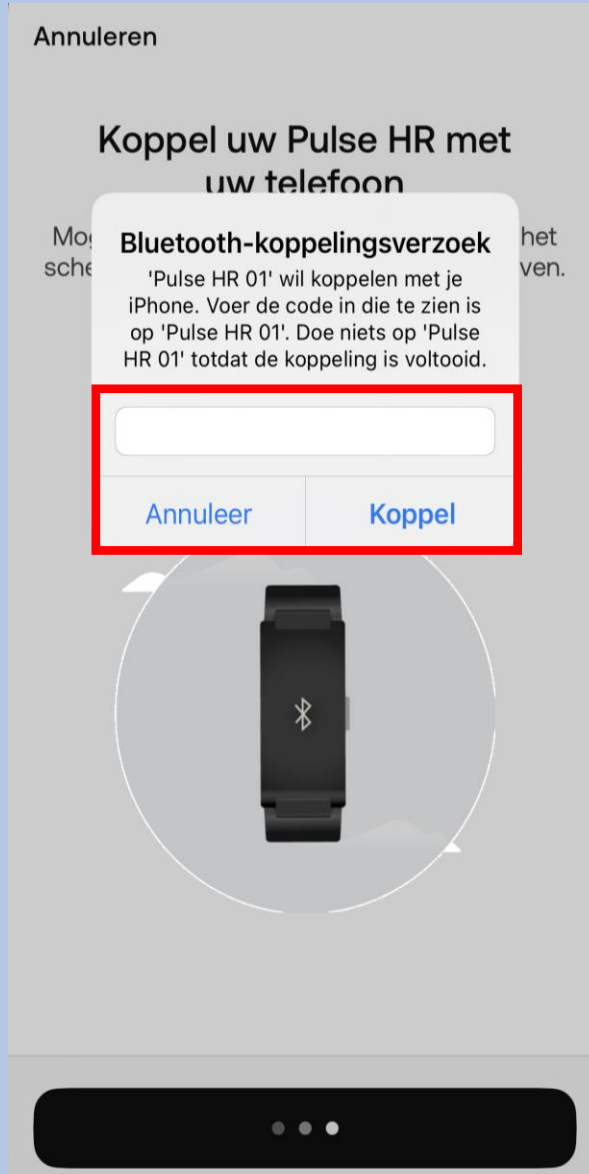 Annuleren
Koppel uw Pulse HR met
uw telefoon
Bluetooth-koppelingsverzoek
'Pulse HR 01' wil koppelen met je
iPhone. Voer de code in die te zien is
op 'Pulse HR 01'. Doe niets op 'Pulse
HR 01' totdat de koppeling is voltooid.
het
ven.
Annuleer
Koppel